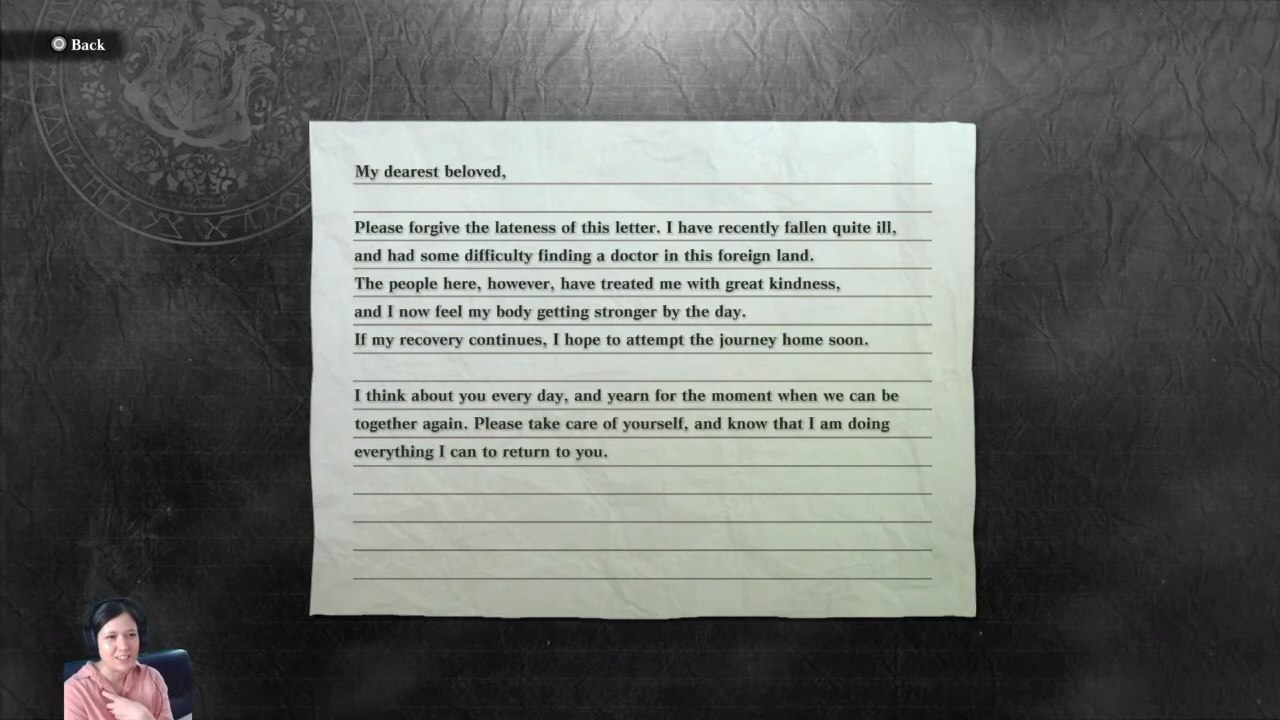 Back
My dearest beloved,
Please forgive the lateness of this letter. I have recently fallen quite ill,
and had some difficulty finding a doctor in this foreign land.
The people here, however, have treated me with great kindness,
and I now feel my body getting stronger by the day.
If my recovery continues, I hope to attempt the journey home soon.
I think about you every day, and yearn for the moment when we can be
together again. Please take care of yourself, and know that I am doing
everything I can to return to you.